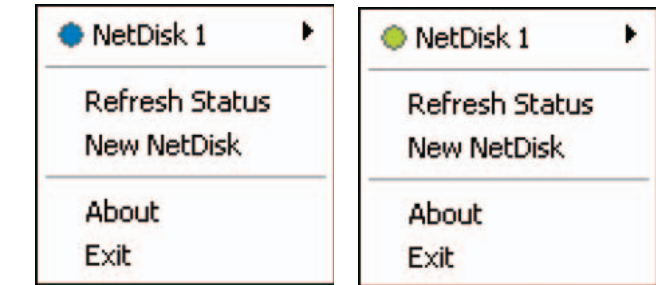 NetDisk 1
Refresh Status
New NetDisk
About
Exit
NetDisk 1
Refresh Status
New NetDisk
About
Exit